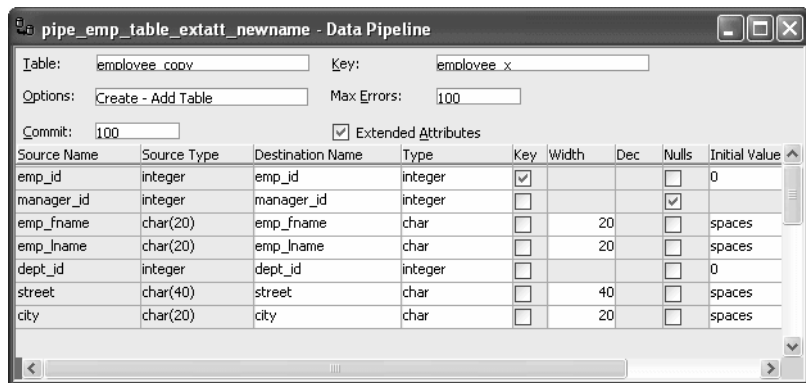 pipe_emp_table_extatt_newname - Data Pipeline
Table: employee_copy Key: employee_x
Options: Create - Add Table Max Errors: 100
Commit: 100 Extended Attributes
Source Name Source Type Destination Name Type Key Width Dec Nulls Initial Value
emp_id integer emp_id integer 0
manager_id integer manager_id integer
emp_fname char(20) emp_fname char 20 spaces
emp_lname char(20) emp_lname char 20 spaces
dept_id integer dept_id integer 0
street char(40) street char 40 spaces
city char(20) city char 20 spaces